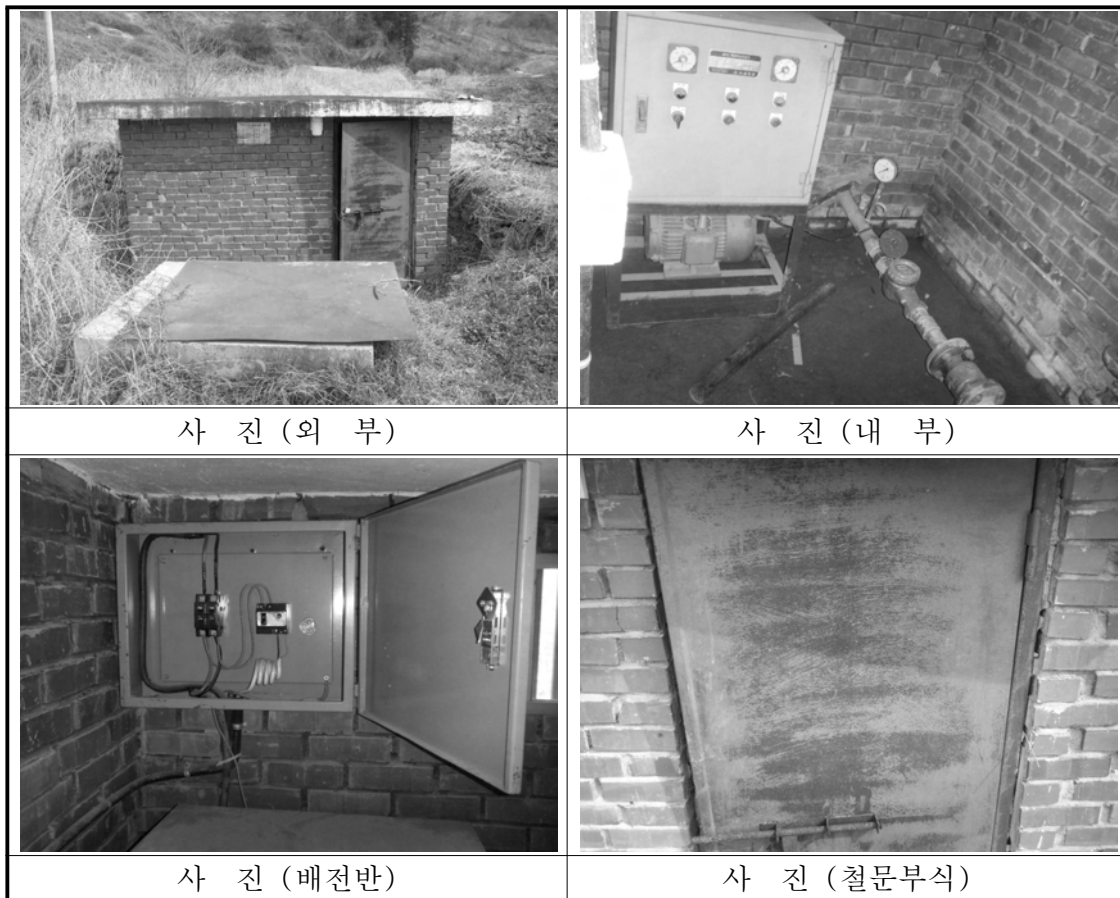 사 진 (외 부)
사 진 (내 부)
사 진 (배전반)
사 진 (철문부식)